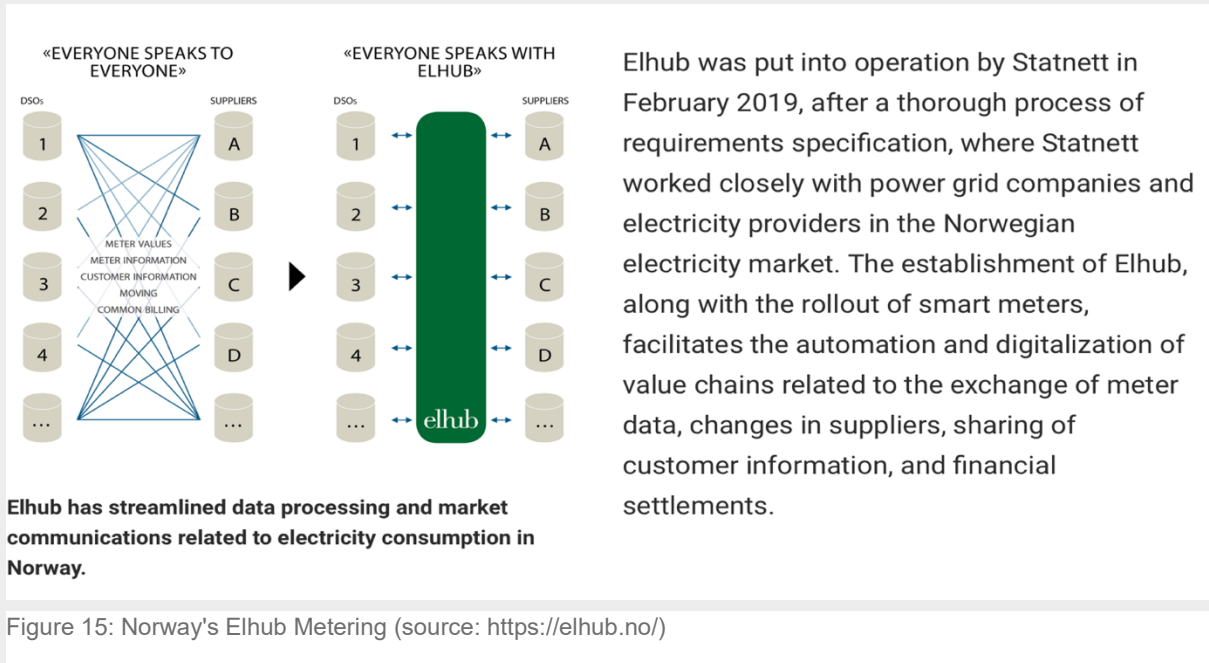 «EVERYONE SPEAKS TO
EVERYONE»
DSOs
SUPPLIERS
1
A
2
B
METER VALUES
METER INFORMATION
3
CUSTOMER INFORMATION
C
MOVING
COMMON BILLING
4
D
...
...
«EVERYONE SPEAKS WITH
ELHUB»
DSOs
SUPPLIERS
1
A
2
B
3
C
4
D
...
elhub
...
Elhub has streamlined data processing and market
communications related to electricity consumption in
Norway.
Elhub was put into operation by Statnett in
February 2019, after a thorough process of
requirements specification, where Statnett
worked closely with power grid companies and
electricity providers in the Norwegian
electricity market. The establishment of Elhub,
along with the rollout of smart meters,
facilitates the automation and digitalization of
value chains related to the exchange of meter
data, changes in suppliers, sharing of
customer information, and financial
settlements.
Figure 15: Norway's Elhub Metering (source: https://elhub.no/)